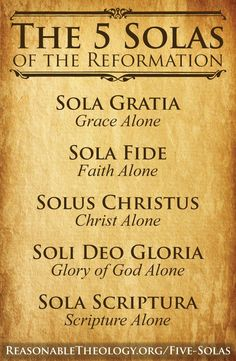 The 5 Solas
of the Reformation
Sola Gratia
Grace Alone
Sola Fide
Faith Alone
Solus Christus
Christ Alone
Soli Deo Gloria
Glory of God Alone
Sola Scriptura
Scripture Alone
ReasonableTheology.org/Five-Solas